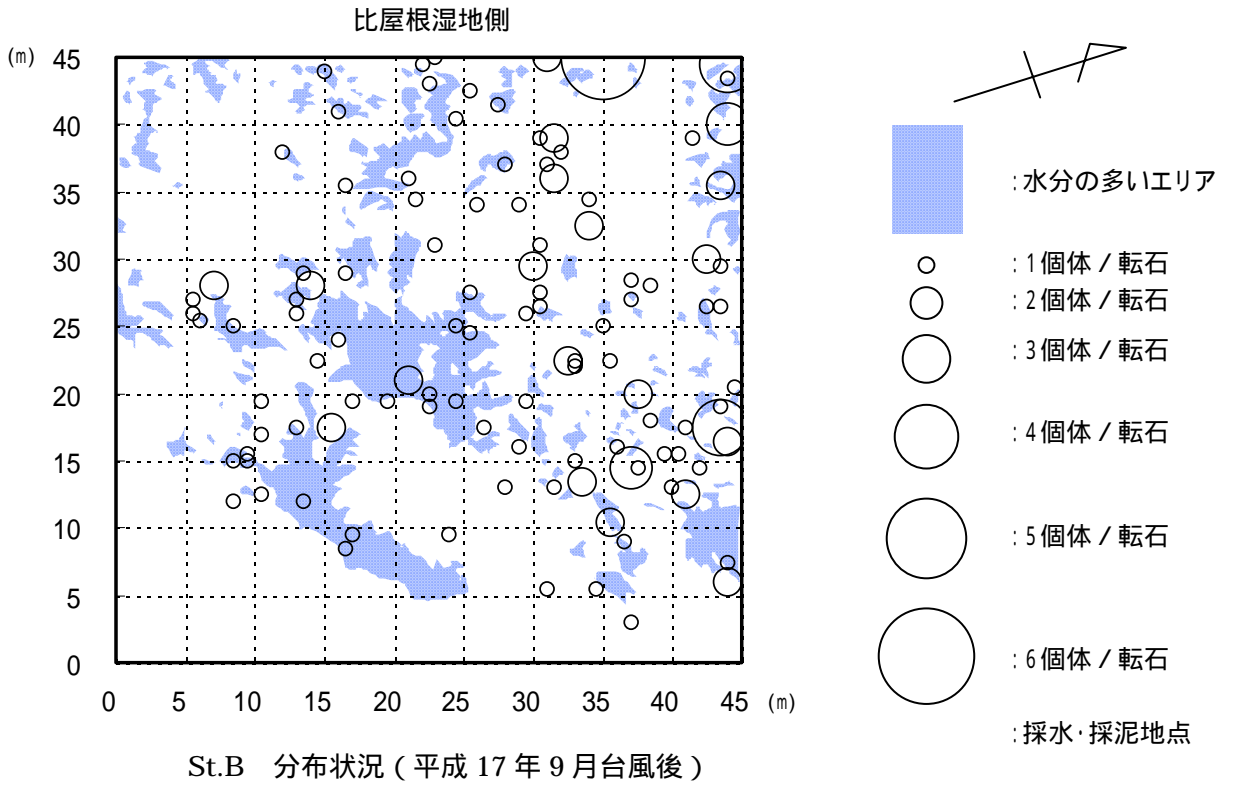 比屋根湿地側
(m)
45
40
35
30
25
20
15
10
5
0
0 5 10 15 20 25 30 35 40 45 (m)
:水分の多いエリア
:1個体/転石
:2個体/転石
:3個体/転石
:4個体/転石
:5個体/転石
:6個体/転石
:採水・採泥地点
St.B 分布状況(平成17年9月台風後)